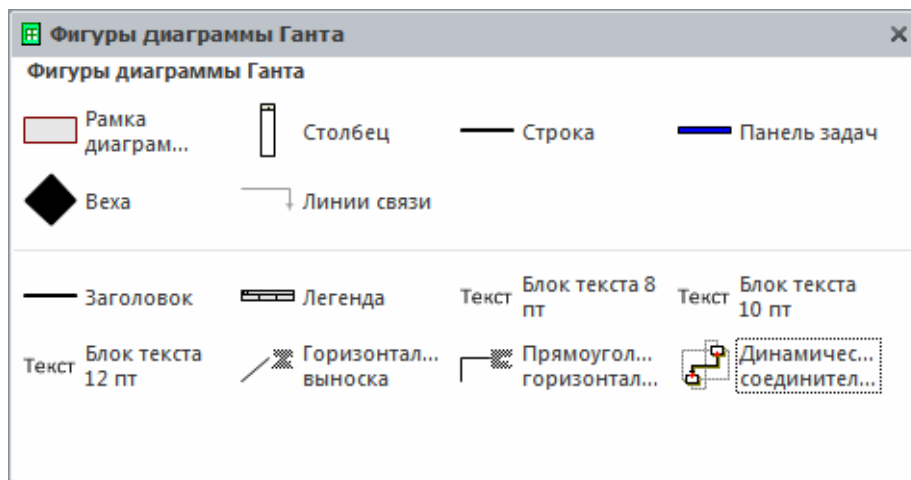 Фигуры диаграммы Ганта
Фигуры диаграммы Ганта
Рамка
диаграм...
Столбец
Строка
Панель задач
Веха
Линии связи
Заголовок
Легенда
Текст
Блок текста 8
пт
Текст
Блок текста
10 пт
Текст
Блок текста
12 пт
Горизонтал...
выноска
Прямоугол...
горизонтал...
Динамичес...
соединител...